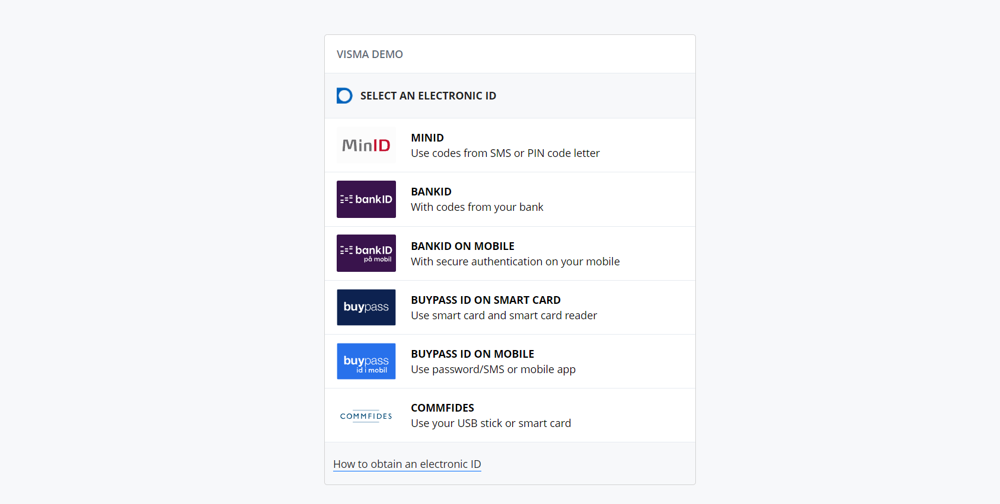 VISMA DEMO
SELECT AN ELECTRONIC ID
MinID
MINID
Use codes from SMS or PIN code letter
bankID
BANKID
With codes from your bank
bankID
på mobil
BANKID ON MOBILE
With secure authentication on your mobile
buypass
BUYPASS ID ON SMART CARD
Use smart card and smart card reader
buypass
id i mobil
BUYPASS ID ON MOBILE
Use password/SMS or mobile app
COMMFIDES
COMMFIDES
Use your USB stick or smart card
How to obtain an electronic ID